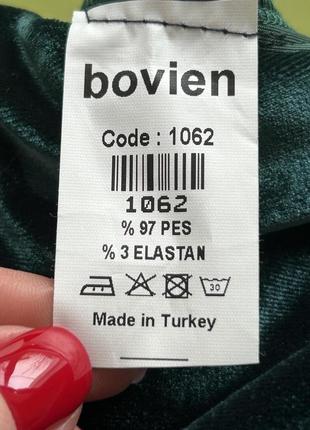 bovien
Code : 1062
1062
% 97 PES
% 3 ELASTAN
30
Made in Turkey